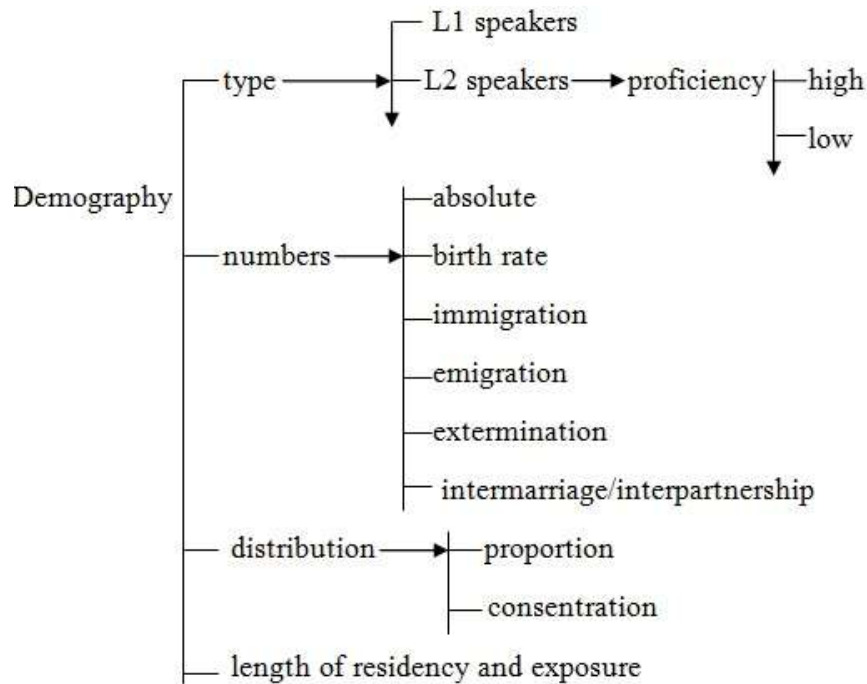 L1 speakers
type L2 speakers proficiency high
low
Demography absolute
numbers birth rate
immigration
emigration
extermination
intermarriage/interpartnership
distribution proportion
consentration
length of residency and exposure